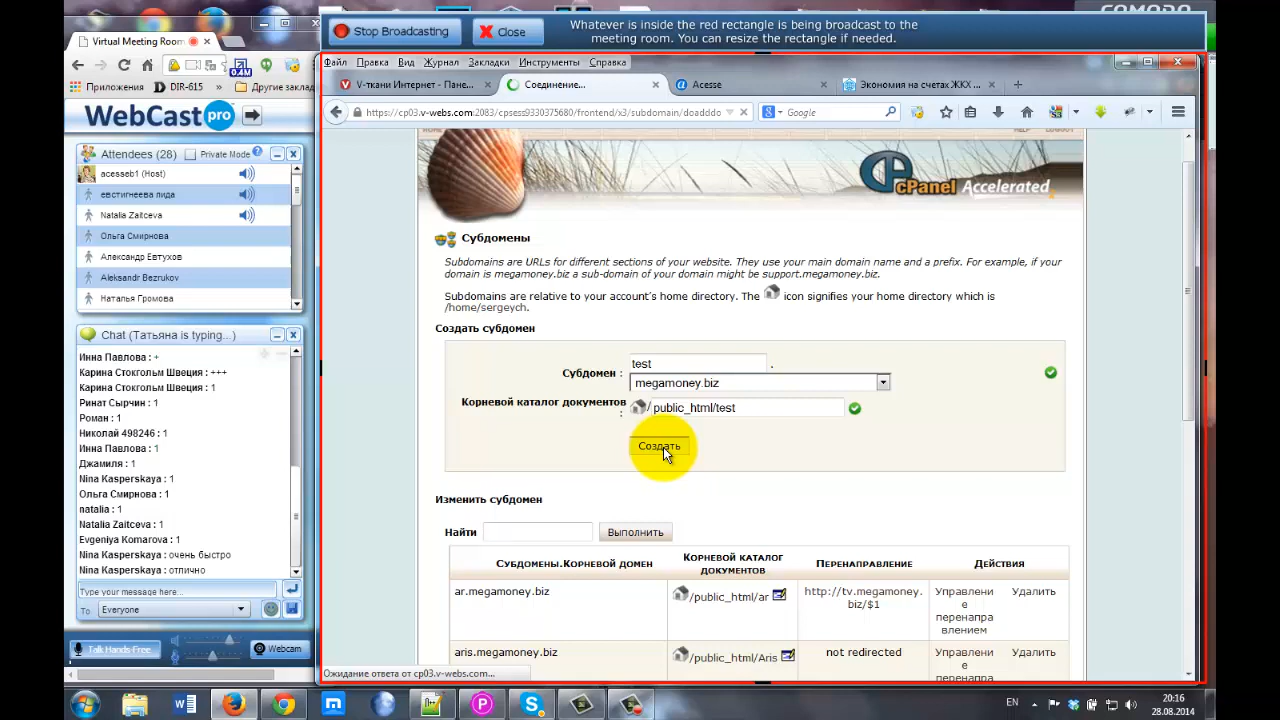 COMODO
Stop Broadcasting
Close
Whatever is inside the red rectangle is being broadcast to the
meeting room. You can resize the rectangle if needed.
Virtual Meeting Room
0.4M
Приложения
DIR-615
Другие заклад
WebCast pro
Attendees (28)
Private Mode
acesseb1 (Host)
евстигнеева лида
Natalia Zaitceva
Ольга Смирнова
Александр Евтухов
Aleksandr Bezrukov
Наталья Громова
Chat (Татьяна is typing...)
Инна Павлова : +
Карина Стокгольм Швеция : +++
Карина Стокгольм Швеция : 1
Ринат Сырчин : 1
Роман : 1
Николай 498246 : 1
Инна Павлова : 1
Джамиля : 1
Nina Kasperskaya : 1
Ольга Смирнова : 1
natalia : 1
Natalia Zaitceva : 1
Evgeniya Komarova : 1
Nina Kasperskaya : очень быстро
Nina Kasperskaya : отлично
Type your message here...
To
Everyone
Talk Hands-Free
Webcam
Файл
Правка
Вид
Журнал
Закладки
Инструменты
Справка
V-ткани Интернет - Пане...
Соединение...
Acesse
Экономия на счетах ЖКХ ...
https://cp03.v-webs.com:2083/cpsess9330375680/frontend/x3/subdomain/doadddo
Google
HOME
HELP
LOGOUT
cPanel Accelerated
Субдомены
Subdomains are URLs for different sections of your website. They use your main domain name and a prefix. For example, if your
domain is megamoney.biz a sub-domain of your domain might be support.megamoney.biz.
Subdomains are relative to your account's home directory. The icon signifies your home directory which is
/home/sergeych.
Создать субдомен
Субдомен :
test
.
megamoney.biz
Корневой каталог документов
:
/ public_html/test
Создать
Изменить субдомен
Найти
Выполнить
Субдомены.Корневой домен
Корневой каталог
документов
Перенаправление
Действия
ar.megamoney.biz
/public_html/ar
http://tv.megamoney.
biz/$1
Управлени
е
перенапра
влением
Удалить
aris.megamoney.biz
/public_html/Aris
not redirected
Управлени
е
перенапра
Удалить
Ожидание ответа от cp03.v-webs.com...
EN
20:16
28.08.2014